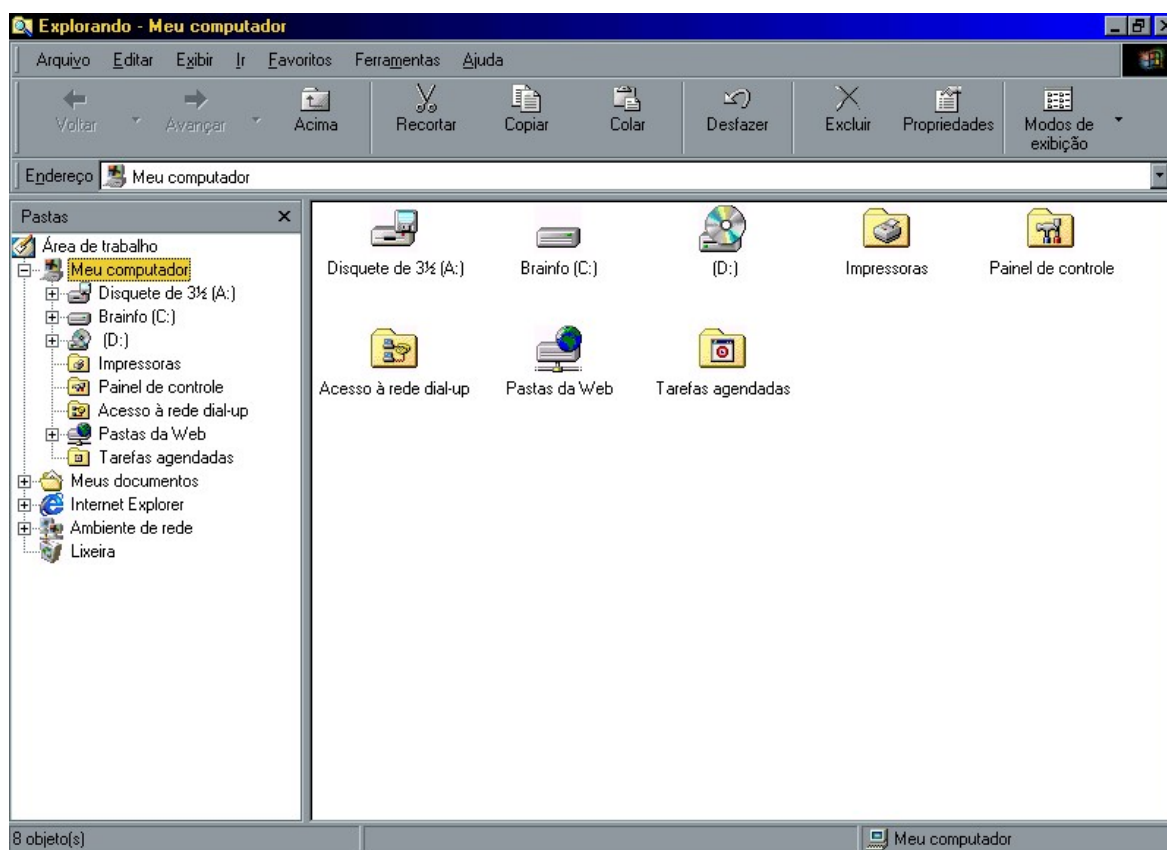 Explorando - Meu computador
Arquivo Editar Exibir Ir Favoritos Ferramentas Ajuda
Voltar Avançar Acima Recortar Copiar Colar Desfazer Excluir Propriedades Modos de exibição
Endereço Meu computador
Pastas
Área de trabalho
Meu computador
Disquete de 3½ (A:)
Brainfo (C:)
(D:)
Impressoras
Painel de controle
Acesso à rede dial-up
Pastas da Web
Tarefas agendadas
Meus documentos
Internet Explorer
Ambiente de rede
Lixeira
Disquete de 3½ (A:) Brainfo (C:) (D:) Impressoras Painel de controle
Acesso à rede dial-up Pastas da Web Tarefas agendadas
8 objeto(s) Meu computador